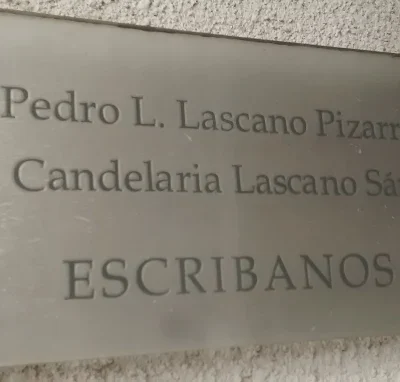 Pedro L. Lascano Pizarr
Candelaria Lascano Sá
ESCRIBANOS